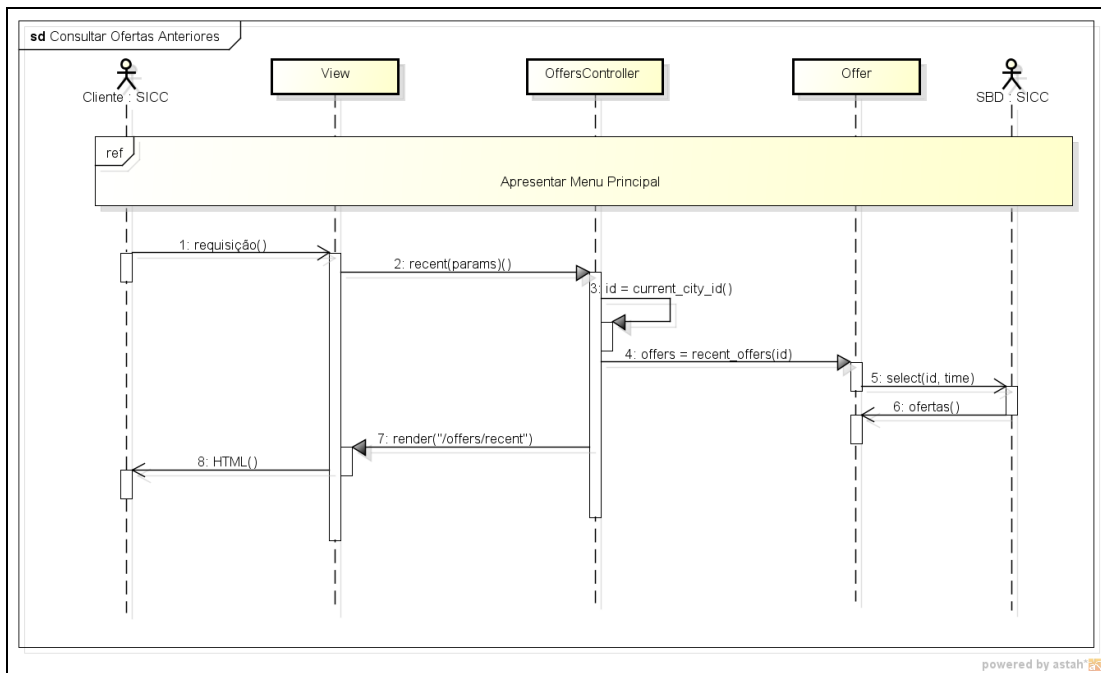 sd Consultar Ofertas Anteriores
Cliente : SICC
View
OffersController
Offer
SBD : SICC
ref
Apresentar Menu Principal
1: requisição()
2: recent(params)()
3: id = current_city_id()
4: offers = recent_offers(id)
5: select(id, time)
6: ofertas()
7: render("/offers/recent")
8: HTML()
powered by astah*